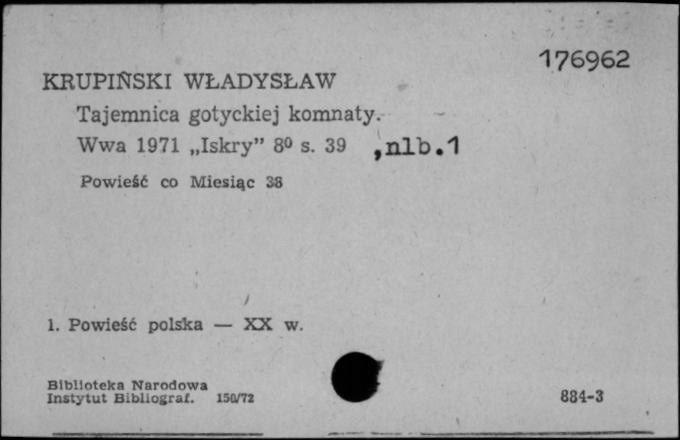 176962
KRUPIŃSKI WŁADYSŁAW
Tajemnica gotyckiej komnaty.
Wwa 1971 „Iskry” 8⁰ s. 39 ,nlb.1
Powieść co Miesiąc 38
1. Powieść polska — XX w.
Biblioteka Narodowa
Instytut Bibliograf. 150/72
884-3